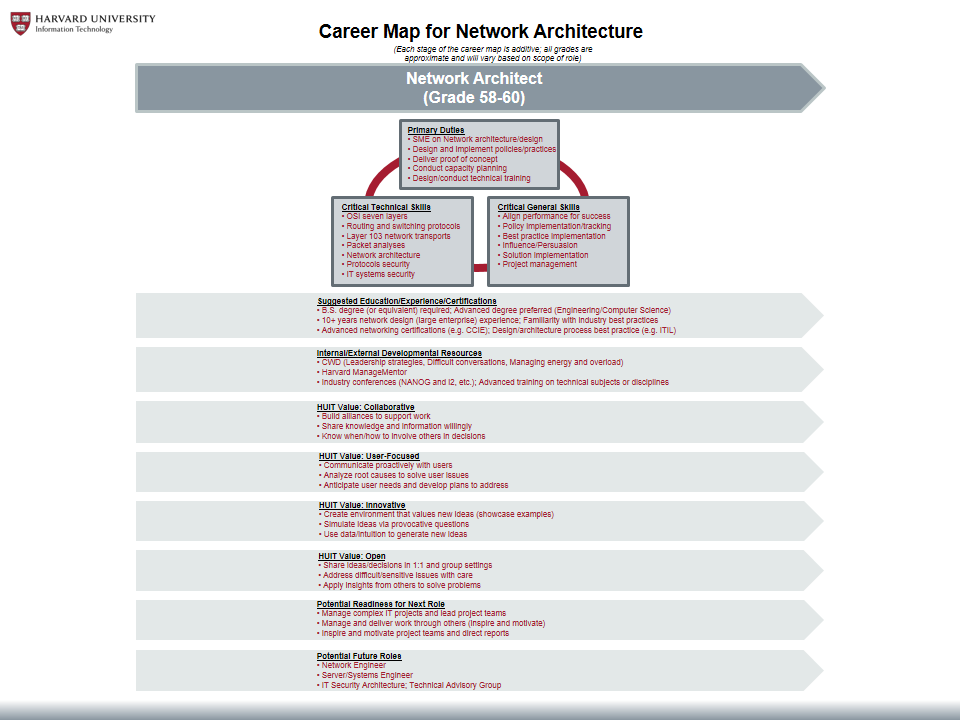 HARVARD UNIVERSITY
Information Technology
Career Map for Network Architecture
(Each stage of the career map is additive; all grades are
approximate and will vary based on scope of role)
Network Architect
(Grade 58-60)
Primary Duties
• SME on Network architecture/design
• Design and implement policies/practices
• Deliver proof of concept
• Conduct capacity planning
• Design/conduct technical training
Critical Technical Skills
• OSI seven layers
• Routing and switching protocols
• Layer 103 network transports
• Packet analyses
• Network architecture
• Protocols security
• IT systems security
Critical General Skills
• Align performance for success
• Policy implementation/tracking
• Best practice implementation
• Influence/Persuasion
• Solution implementation
• Project management
Suggested Education/Experience/Certifications
• B.S. degree (or equivalent) required; Advanced degree preferred (Engineering/Computer Science)
• 10+ years network design (large enterprise) experience; Familiarity with industry best practices
• Advanced networking certifications (e.g. CCIE); Design/architecture process best practice (e.g. ITIL)
Internal/External Developmental Resources
• CWD (Leadership strategies, Difficult conversations, Managing energy and overload)
• Harvard ManageMentor
• Industry conferences (NANOG and I2, etc.); Advanced training on technical subjects or disciplines
HUIT Value: Collaborative
• Build alliances to support work
• Share knowledge and information willingly
• Know when/how to involve others in decisions
HUIT Value: User-Focused
• Communicate proactively with users
• Analyze root causes to solve user issues
• Anticipate user needs and develop plans to address
HUIT Value: Innovative
• Create environment that values new ideas (showcase examples)
• Simulate ideas via provocative questions
• Use data/intuition to generate new ideas
HUIT Value: Open
• Share ideas/decisions in 1:1 and group settings
• Address difficult/sensitive issues with care
• Apply insights from others to solve problems
Potential Readiness for Next Role
• Manage complex IT projects and lead project teams
• Manage and deliver work through others (inspire and motivate)
• Inspire and motivate project teams and direct reports
Potential Future Roles
• Network Engineer
• Server/Systems Engineer
• IT Security Architecture; Technical Advisory Group